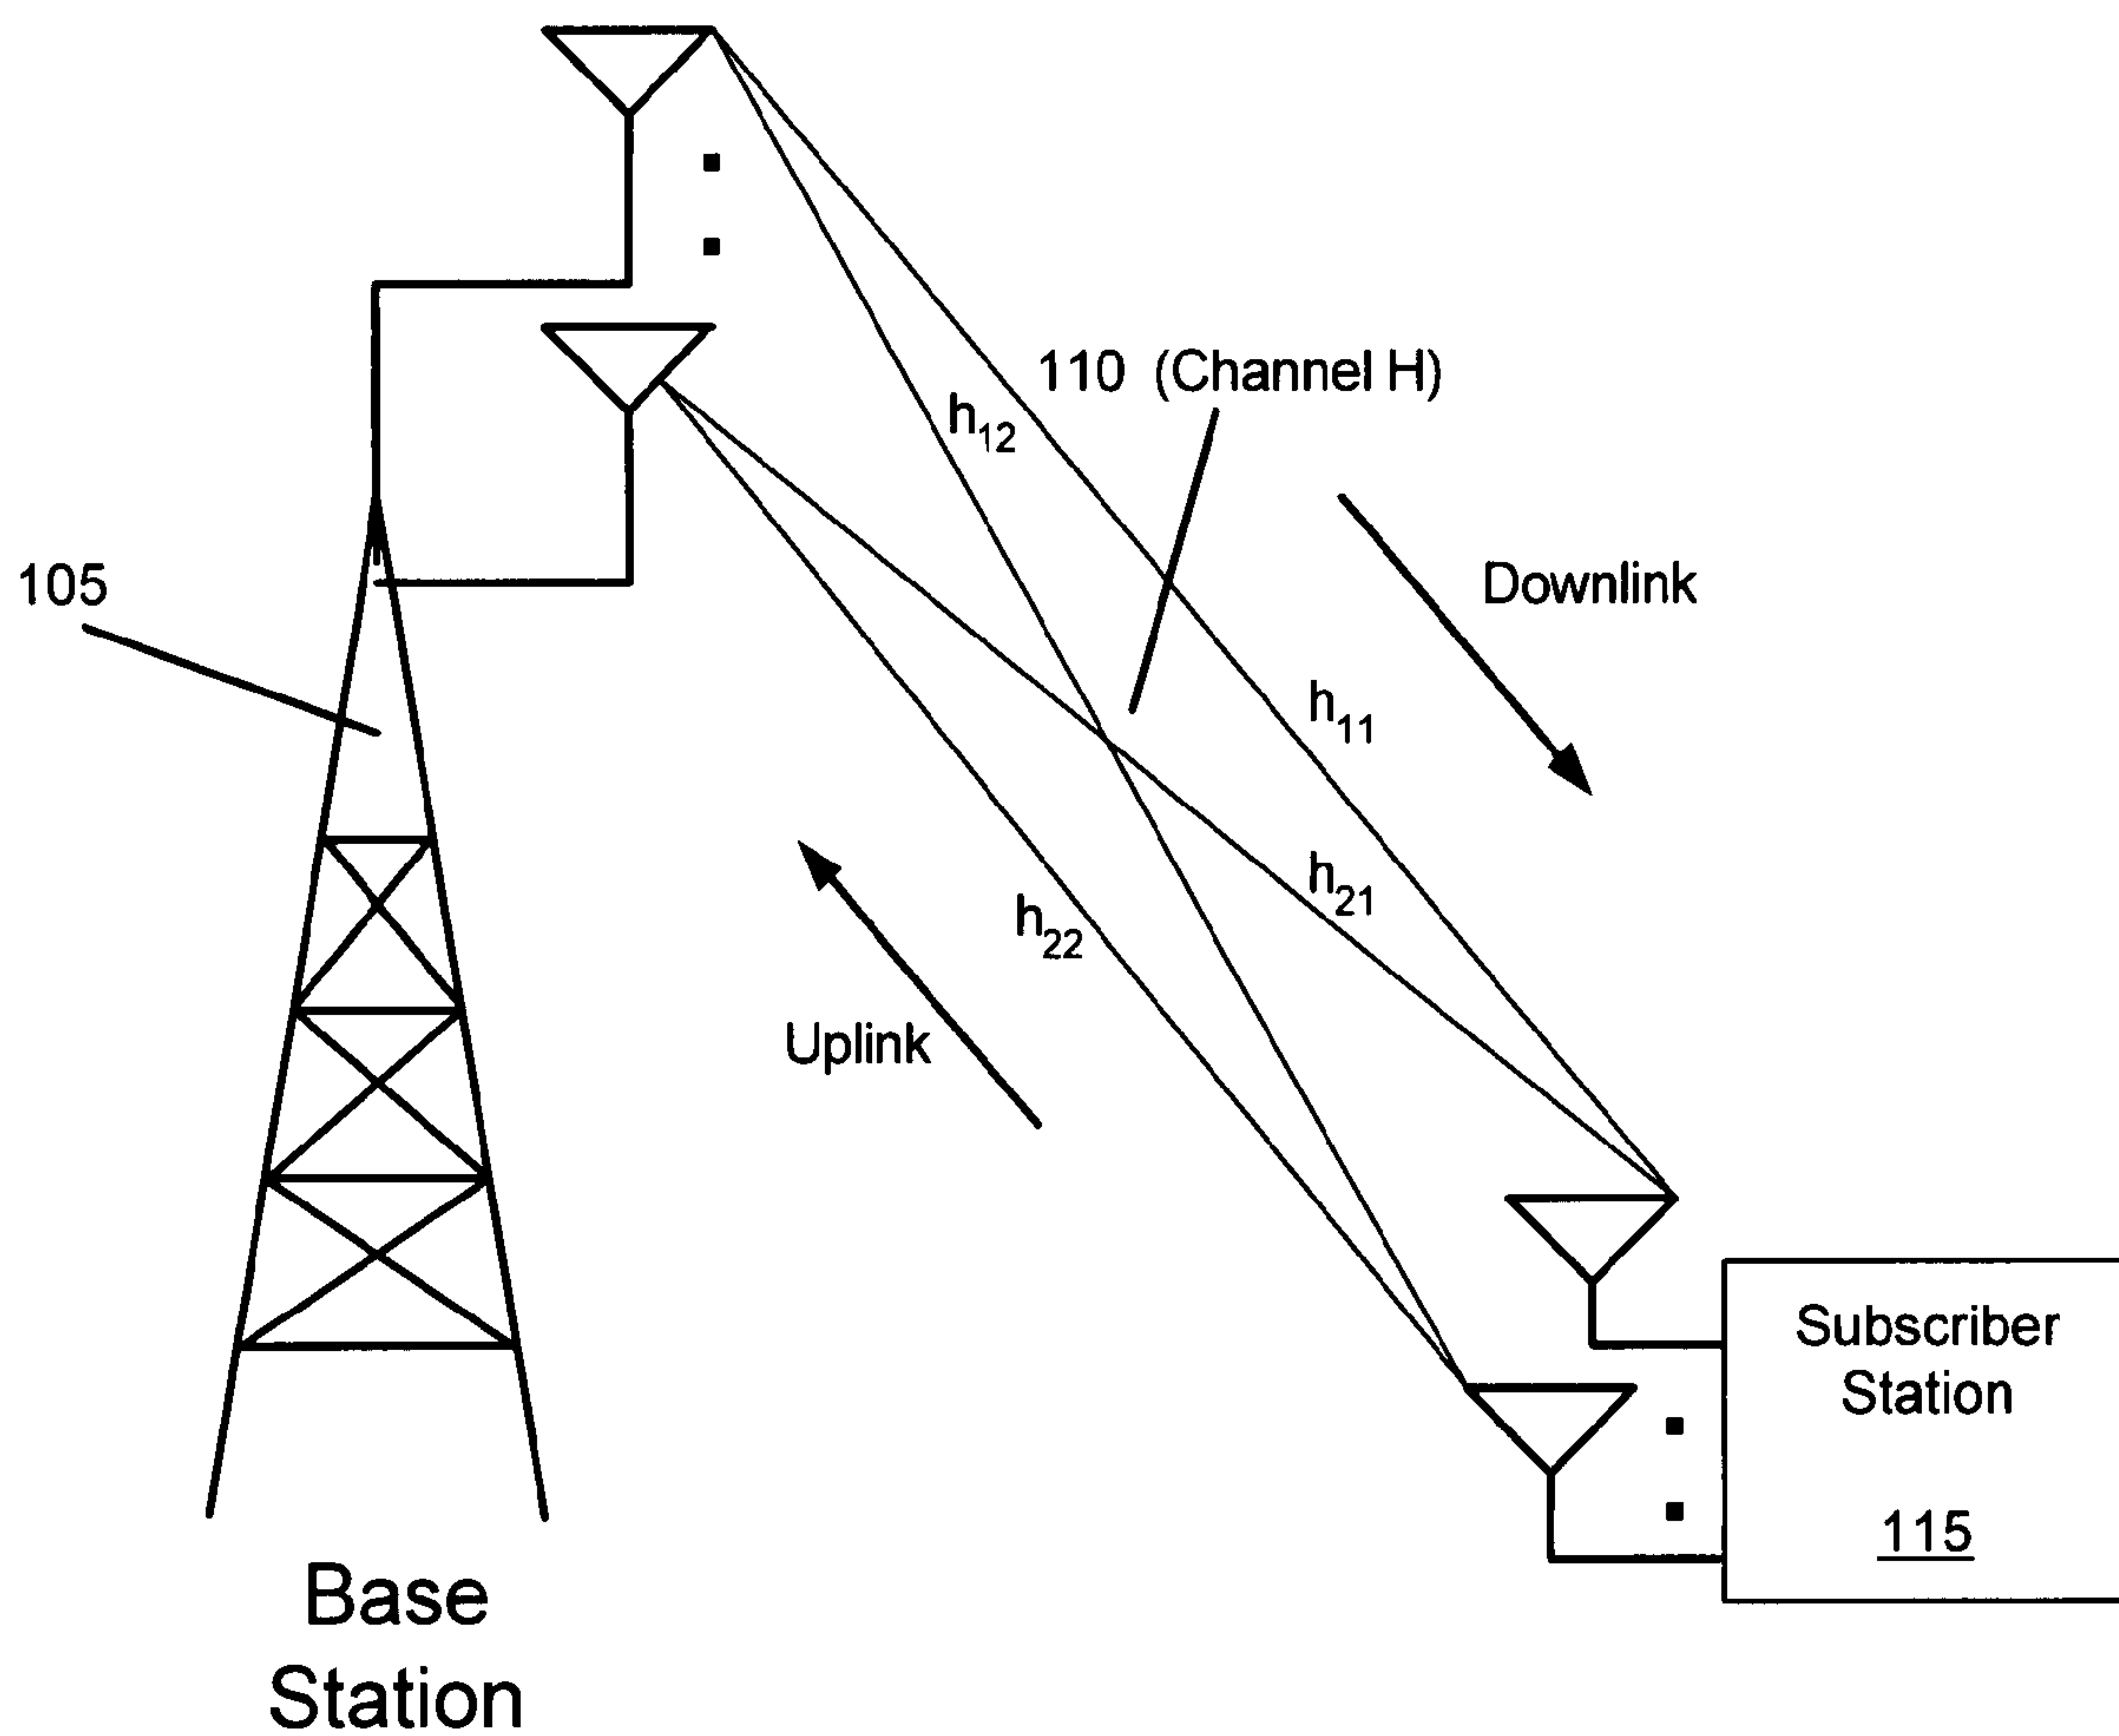 110 (Channel H)
h12
105
Downlink
h11
h21
h22
Uplink
Subscriber
Station
115
Base
Station